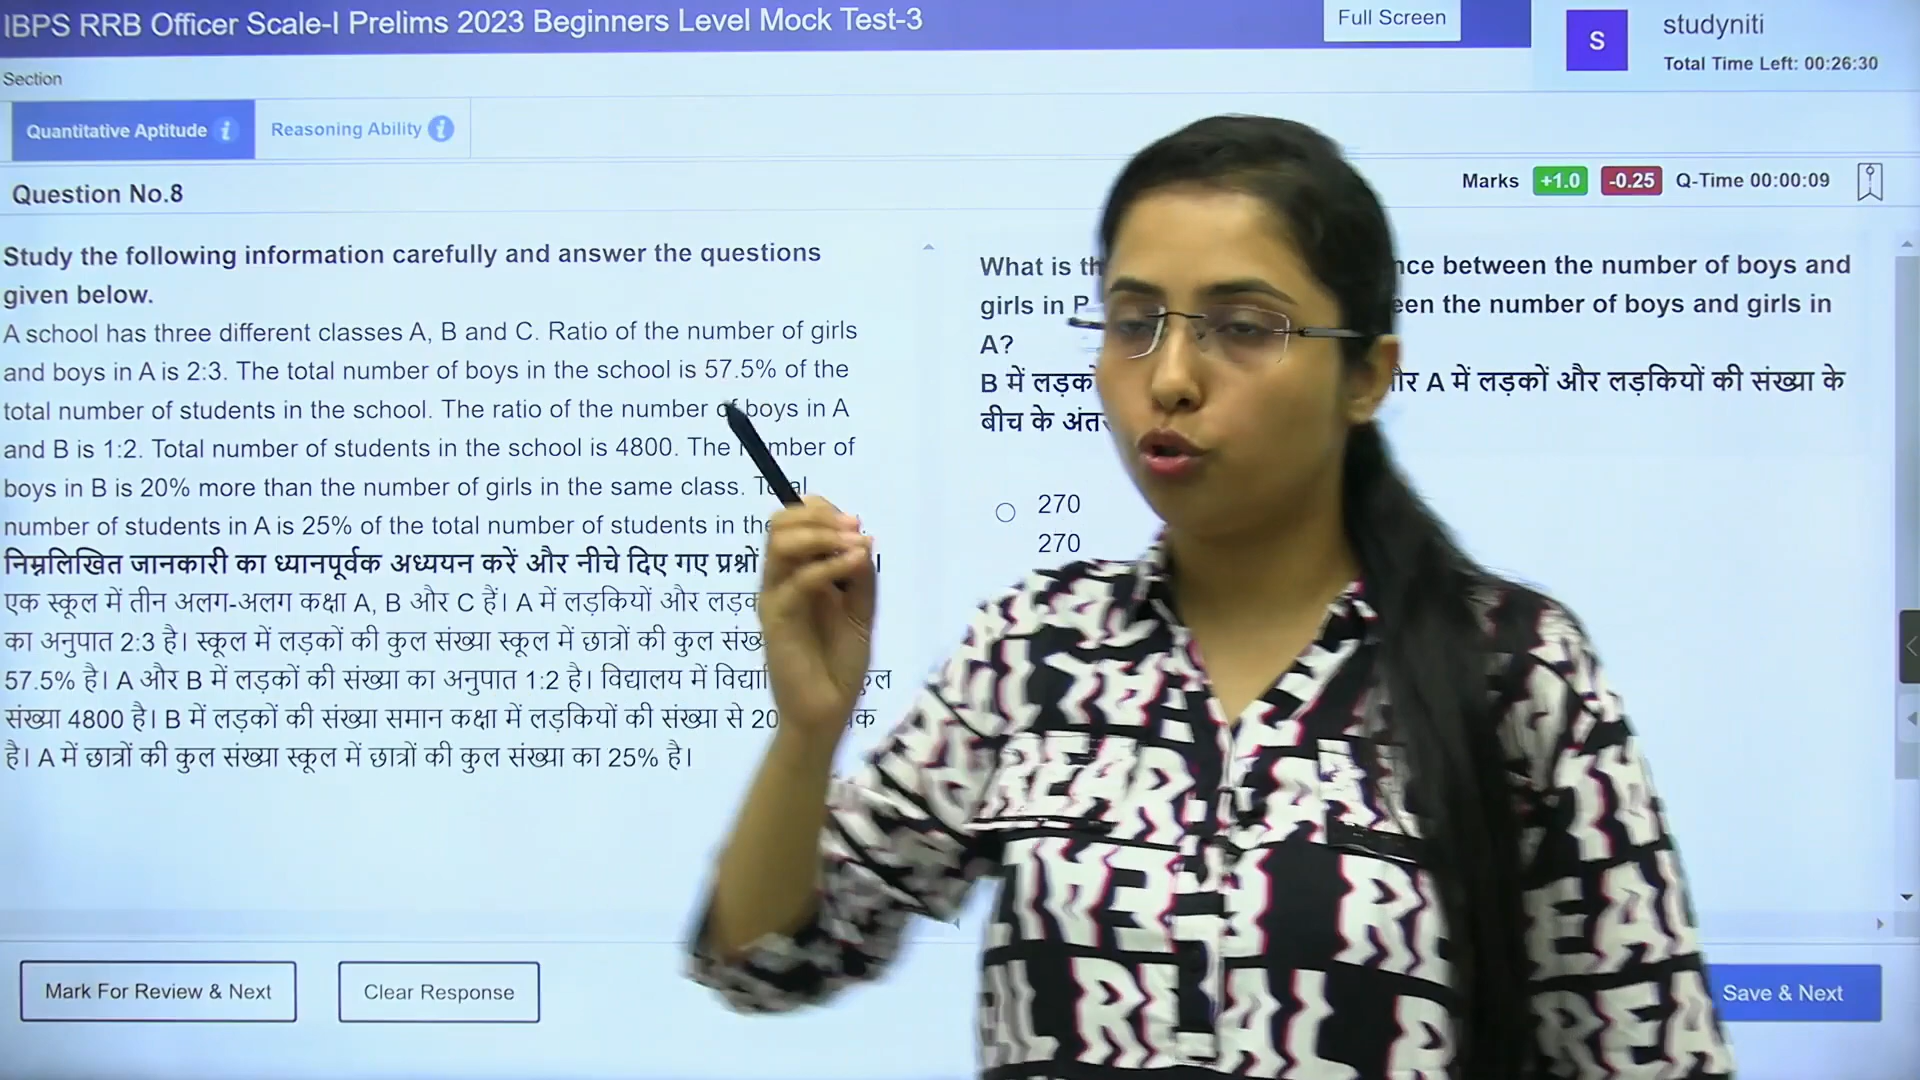 IBPS RRB Officer Scale-I Prelims 2023 Beginners Level Mock Test-3
Full Screen
S
studyniti
Total Time Left: 00:26:30
Section
Quantitative Aptitude i
Reasoning Ability i
Question No.8
Marks +1.0 -0.25 Q-Time 00:00:09
Study the following information carefully and answer the questions
given below.
A school has three different classes A, B and C. Ratio of the number of girls
and boys in A is 2:3. The total number of boys in the school is 57.5% of the
total number of students in the school. The ratio of the number of boys in A
and B is 1:2. Total number of students in the school is 4800. The number of
boys in B is 20% more than the number of girls in the same class. Total
number of students in A is 25% of the total number of students in the
निम्नलिखित जानकारी का ध्यानपूर्वक अध्ययन करें और नीचे दिए गए प्रश्नों
एक स्कूल में तीन अलग-अलग कक्षा A, B और C हैं। A में लड़कियों और
का अनुपात 2:3 है। स्कूल में लड़कों की कुल संख्या स्कूल में छात्रों की कुल
57.5% है। A और B में लड़कों की संख्या का अनुपात 1:2 है। विद्यालय में
संख्या 4800 है। B में लड़कों की संख्या समान कक्षा में लड़कियों की संख्या से 20
है। A में छात्रों की कुल संख्या स्कूल में छात्रों की कुल संख्या का 25% है।
What is between the number of boys and
girls in the number of boys and girls in
A?
B में A में लड़कों और लड़कियों की संख्या के
बीच के
270
270
Mark For Review & Next
Clear Response
Save & Next
REAL REAL